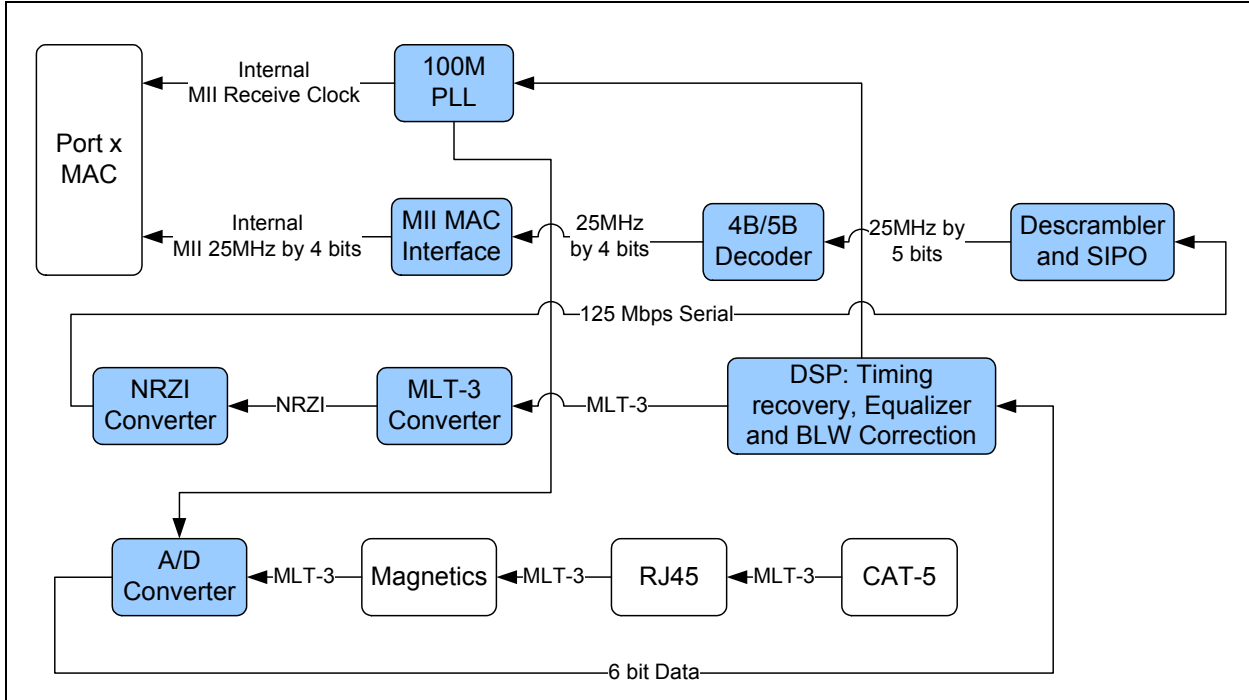 Port x
MAC
Internal
MII Receive Clock
100M
PLL
Internal
MII 25MHz by 4 bits
MII MAC
Interface
25MHz
by 4 bits
4B/5B
Decoder
25MHz by
5 bits
Descrambler
and SIPO
125 Mbps Serial
NRZI
Converter
NRZI
MLT-3
Converter
MLT-3
DSP: Timing
recovery, Equalizer
and BLW Correction
A/D
Converter
MLT-3
Magnetics
MLT-3
RJ45
MLT-3
CAT-5
6 bit Data